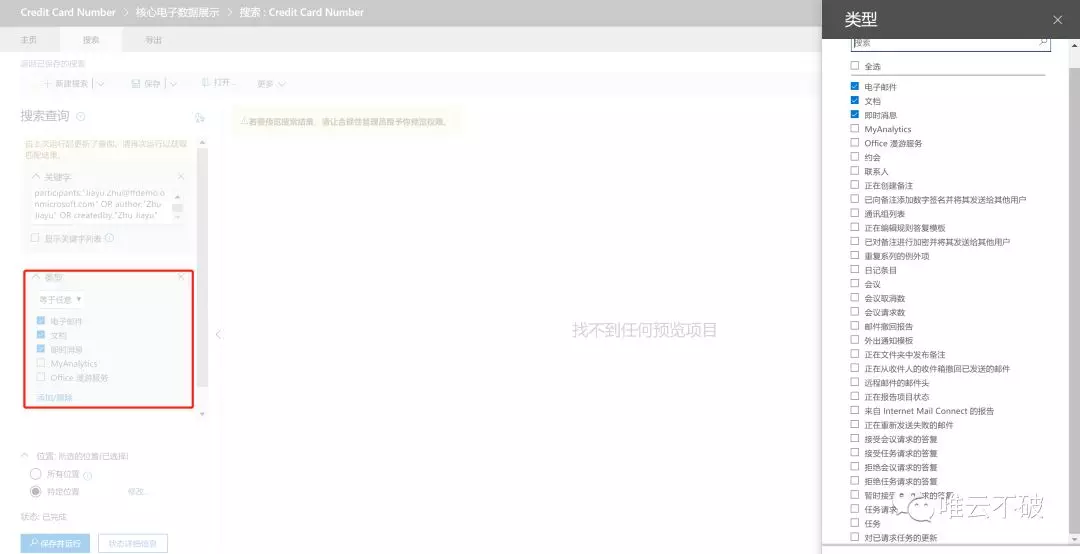 Credit Card Number > 核心电子数据展示 > 搜索 : Credit Card Number
主页 搜索 导出
返回已保存的搜索
新建搜索 保存 打开... 更多
搜索查询
自上次运行起更新了查询。请再次运行以获取匹配结果。
关键字
participants:"Jiayu.Zhu@ffdemo.o
nmicrosoft.com" OR author:"Zhu
Jiayu" OR createdby:"Zhu Jiayu"
显示关键字列表
类型
等于任意
电子邮件
文档
即时消息
MyAnalytics
Office 漫游服务
添加/删除
位置: 所选的位置(已选择)
所有位置
特定位置 修改...
状态: 已完成
保存并运行 状态详细信息
若要预览搜索结果，请让合规性管理员授予你预览权限。
找不到任何预览项目
类型
搜索
全选
电子邮件
文档
即时消息
MyAnalytics
Office 漫游服务
约会
联系人
正在创建备注
已向备注添加数字签名并将其发送给其他用户
通讯组列表
正在编辑规则答复模板
已对备注进行加密并将其发送给其他用户
重复系列的例外项
日记条目
会议
会议取消数
会议请求数
邮件撤回报告
外出通知模板
正在文件夹中发布备注
正在从收件人的收件箱撤回已发送的邮件
远程邮件的邮件头
正在报告项目状态
来自 Internet Mail Connect 的报告
正在重新发送失败的邮件
接受会议请求的答复
接受任务请求的答复
拒绝会议请求的答复
拒绝任务请求的答复
暂时接受 求的答复
任务请求
任务
对已请求任务的更新
唯云不破